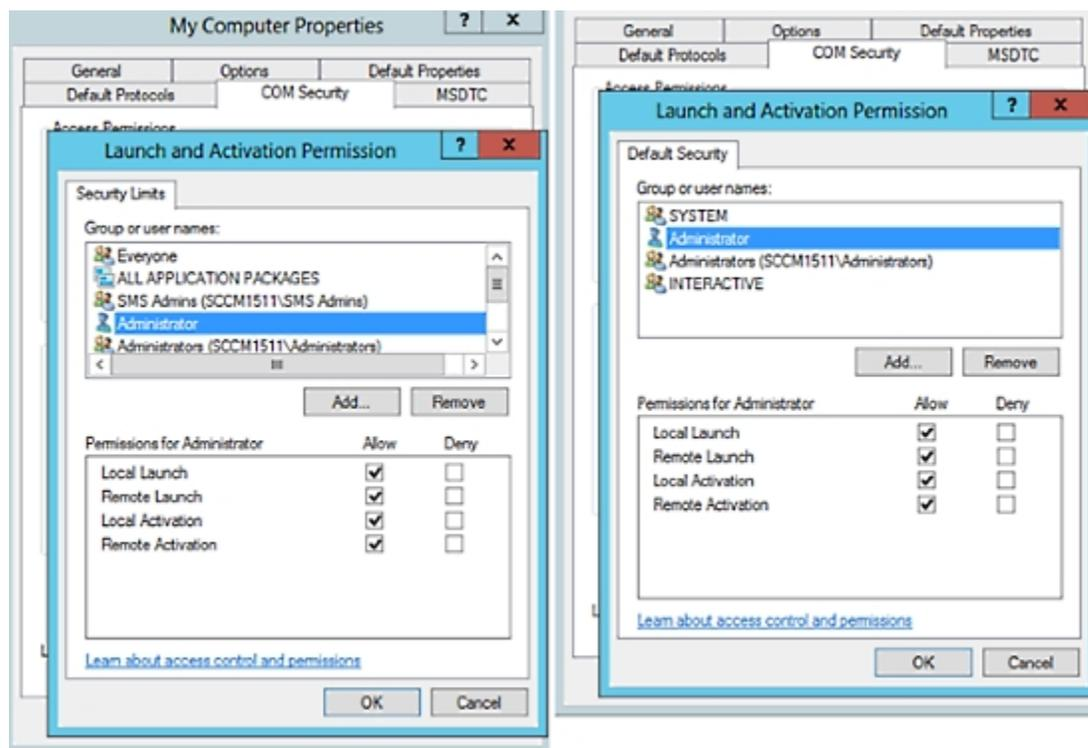 My Computer Properties
? x
General Options Default Properties
Default Protocols COM Security MSDTC
Access Permissions
Launch and Activation Permission
? x
Security Limits
Group or user names:
Everyone
ALL APPLICATION PACKAGES
SMS Admins (SCCM1511\SMS Admins)
Administrator
Administrators (SCCM1511\Administrators)
Add... Remove
Permissions for Administrator Allow Deny
Local Launch
Remote Launch
Local Activation
Remote Activation
Learn about access control and permissions
OK Cancel
General Options Default Properties
Default Protocols COM Security MSDTC
Access Permissions
Launch and Activation Permission
? x
Default Security
Group or user names:
SYSTEM
Administrator
Administrators (SCCM1511\Administrators)
INTERACTIVE
Add... Remove
Permissions for Administrator Allow Deny
Local Launch
Remote Launch
Local Activation
Remote Activation
Learn about access control and permissions
OK Cancel